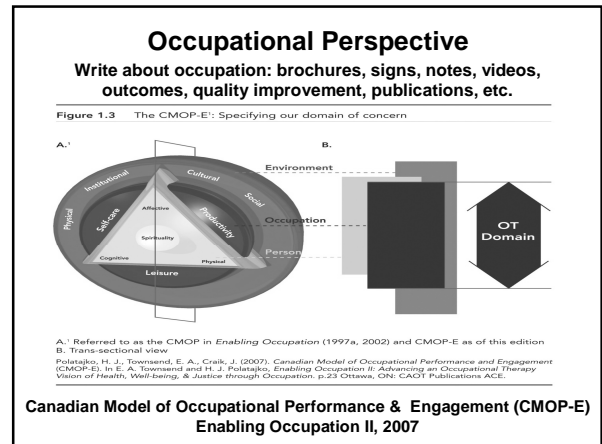 Occupational Perspective
Write about occupation: brochures, signs, notes, videos,
outcomes, quality improvement, publications, etc.
Figure 1.3 The CMOP-E¹: Specifying our domain of concern
A.¹
B.
Environment
Occupation
Person
Physical
Institutional
Cultural
Social
Self-care
Productivity
Leisure
Affective
Spirituality
Cognitive
Physical
OT
Domain
A.¹ Referred to as the CMOP in Enabling Occupation (1997a, 2002) and CMOP-E as of this edition
B. Trans-sectional view
Polatajko, H. J., Townsend, E. A., Craik, J. (2007). Canadian Model of Occupational Performance and Engagement
(CMOP-E). In E. A. Townsend and H. J. Polatajko, Enabling Occupation II: Advancing an Occupational Therapy
Vision of Health, Well-being, & Justice through Occupation. p.23 Ottawa, ON: CAOT Publications ACE.
Canadian Model of Occupational Performance & Engagement (CMOP-E)
Enabling Occupation II, 2007